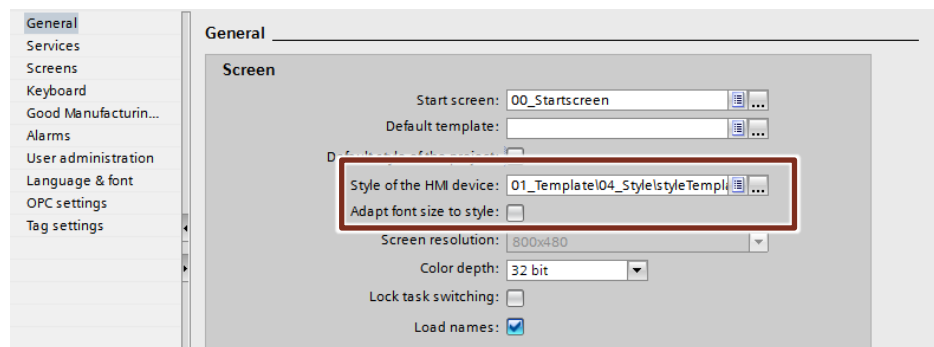 General
Services
Screens
Keyboard
Good Manufacturin...
Alarms
User administration
Language & font
OPC settings
Tag settings
General
Screen
Start screen: 00_Startscreen
Default template:
Style of the HMI device: 01_Template\04_Style\styleTempl
Adapt font size to style:
Screen resolution: 800x480
Color depth: 32 bit
Lock task switching:
Load names: